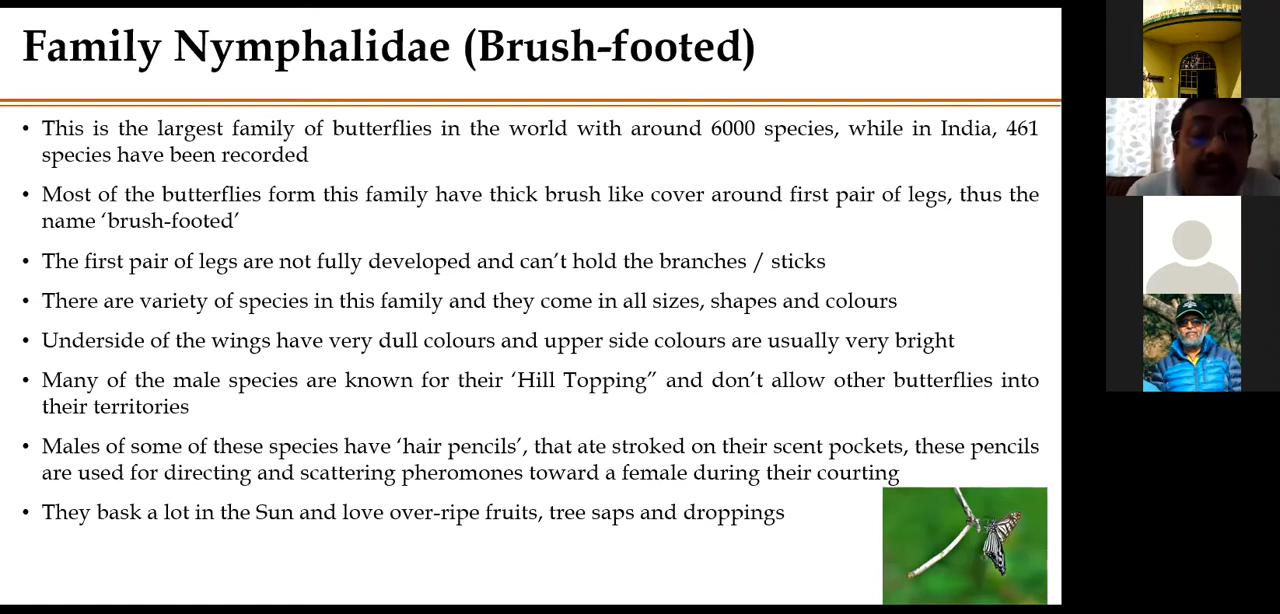 Family Nymphalidae (Brush-footed)
• This is the largest family of butterflies in the world with around 6000 species, while in India, 461
species have been recorded
• Most of the butterflies form this family have thick brush like cover around first pair of legs, thus the
name ‘brush-footed’
• The first pair of legs are not fully developed and can’t hold the branches / sticks
• There are variety of species in this family and they come in all sizes, shapes and colours
• Underside of the wings have very dull colours and upper side colours are usually very bright
• Many of the male species are known for their ‘Hill Topping” and don’t allow other butterflies into
their territories
• Males of some of these species have ‘hair pencils’, that ate stroked on their scent pockets, these pencils
are used for directing and scattering pheromones toward a female during their courting
• They bask a lot in the Sun and love over-ripe fruits, tree saps and droppings